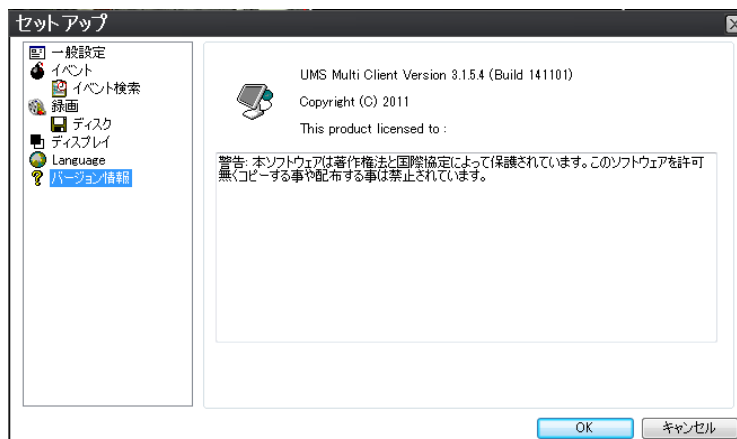 セットアップ
一般設定
イベント
イベント検索
録画
ディスク
ディスプレイ
Language
バージョン情報
UMS Multi Client Version 3.1.5.4 (Build 141101)
Copyright (C) 2011
This product licensed to :
警告: 本ソフトウェアは著作権法と国際協定によって保護されています。このソフトウェアを許可
無くコピーする事や配布する事は禁止されています。
OK
キャンセル